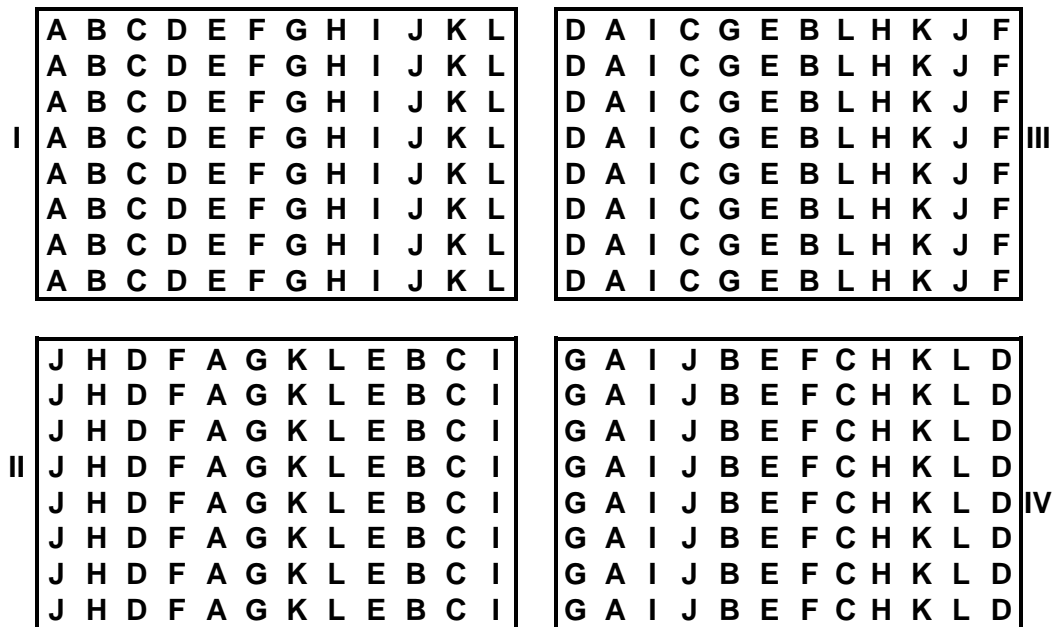 A B C D E F G H I J K L
A B C D E F G H I J K L
A B C D E F G H I J K L
I A B C D E F G H I J K L
A B C D E F G H I J K L
A B C D E F G H I J K L
A B C D E F G H I J K L
A B C D E F G H I J K L
D A I C G E B L H K J F
D A I C G E B L H K J F
D A I C G E B L H K J F
D A I C G E B L H K J F III
D A I C G E B L H K J F
D A I C G E B L H K J F
D A I C G E B L H K J F
D A I C G E B L H K J F
J H D F A G K L E B C I
J H D F A G K L E B C I
J H D F A G K L E B C I
II J H D F A G K L E B C I
J H D F A G K L E B C I
J H D F A G K L E B C I
J H D F A G K L E B C I
J H D F A G K L E B C I
G A I J B E F C H K L D
G A I J B E F C H K L D
G A I J B E F C H K L D
G A I J B E F C H K L D
G A I J B E F C H K L D IV
G A I J B E F C H K L D
G A I J B E F C H K L D
G A I J B E F C H K L D